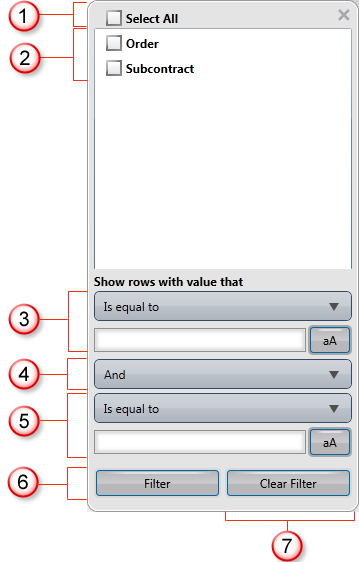 1
Select All
2
Order
Subcontract
Show rows with value that
3
Is equal to
aA
4
And
5
Is equal to
aA
6
Filter Clear Filter
7